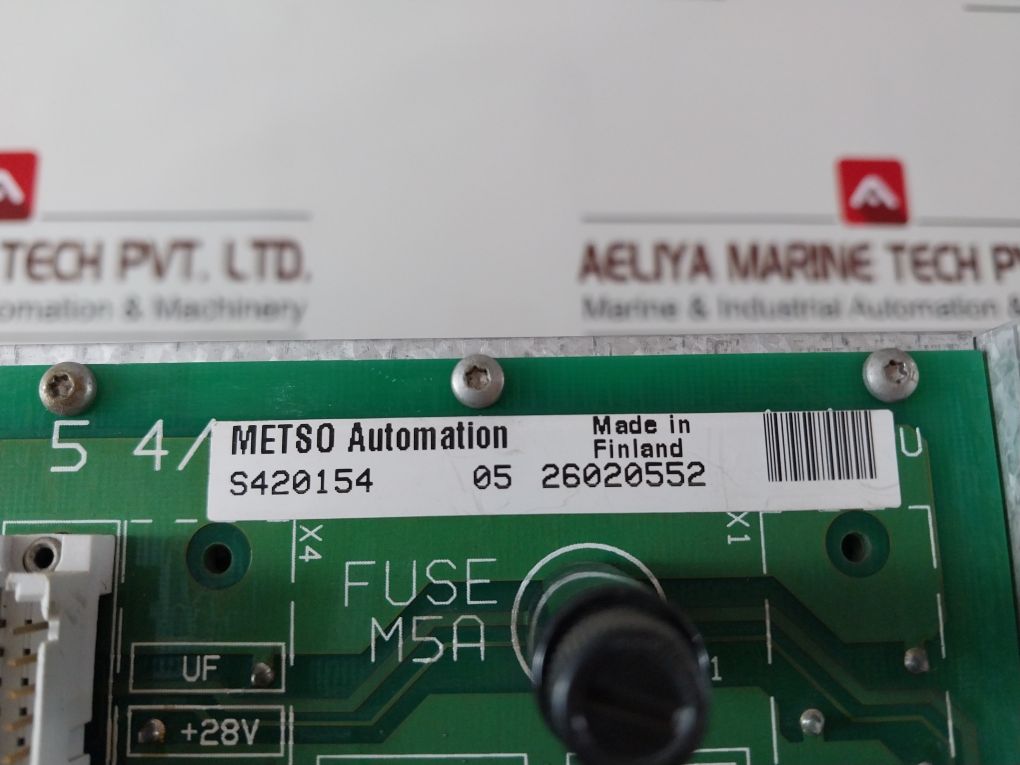 TECH PVT. LTD.
omation & Machinery
AELIYA MARINE TECH PV
Marine & Industrial Automation &
5 4/
METSO Automation
Made in
Finland
S420154 05 26020552
U
X4
X1
FUSE
M5A
1
UF
+28V